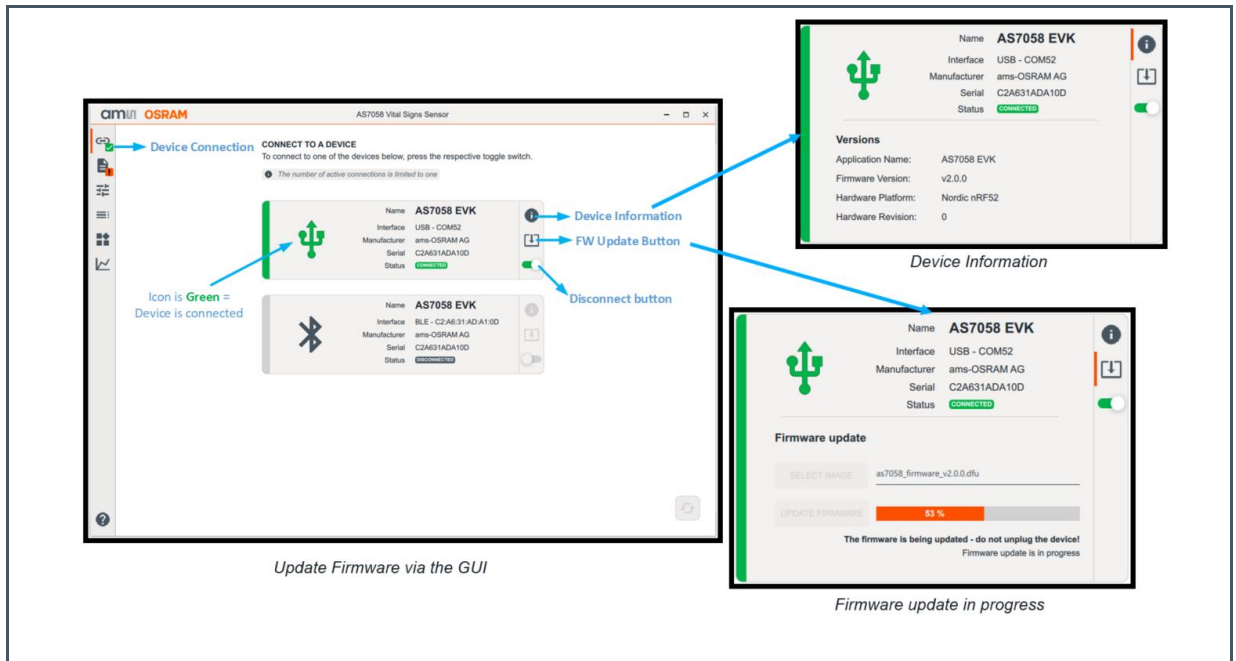 am OSRAM
AS7058 Vital Signs Sensor
Device Connection
CONNECT TO A DEVICE
To connect to one of the devices below, press the respective toggle switch.
The number of active connections is limited to one
Name AS7058 EVK
Interface USB - COM52
Manufacturer ams-OSRAM AG
Serial C2A631ADA10D
Status CONNECTED
Device Information
FW Update Button
Disconnect button
Icon is Green =
Device is connected
Name AS7058 EVK
Interface BLE - C2:A6:31:AD:A1:0D
Manufacturer ams-OSRAM AG
Serial C2A631ADA10D
Status DISCONNECTED
Update Firmware via the GUI
Name AS7058 EVK
Interface USB - COM52
Manufacturer ams-OSRAM AG
Serial C2A631ADA10D
Status CONNECTED
Versions
Application Name: AS7058 EVK
Firmware Version: v2.0.0
Hardware Platform: Nordic nRF52
Hardware Revision: 0
Device Information
Name AS7058 EVK
Interface USB - COM52
Manufacturer ams-OSRAM AG
Serial C2A631ADA10D
Status CONNECTED
Firmware update
SELECT IMAGE as7058_firmware_v2.0.0.dfu
UPDATE FIRMWARE 53 %
The firmware is being updated - do not unplug the device!
Firmware update is in progress
Firmware update in progress